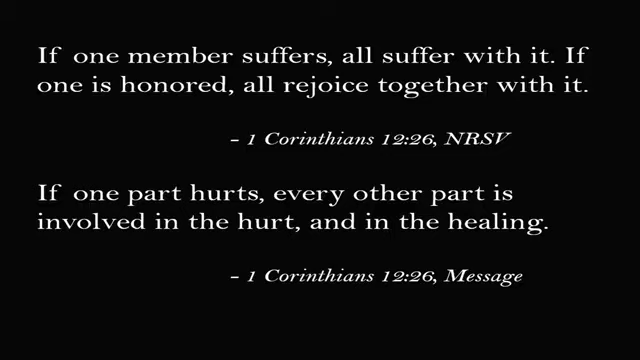 If one member suffers, all suffer with it. If
one is honored, all rejoice together with it.
– 1 Corinthians 12:26, NRSV
If one part hurts, every other part is
involved in the hurt, and in the healing.
– 1 Corinthians 12:26, Message